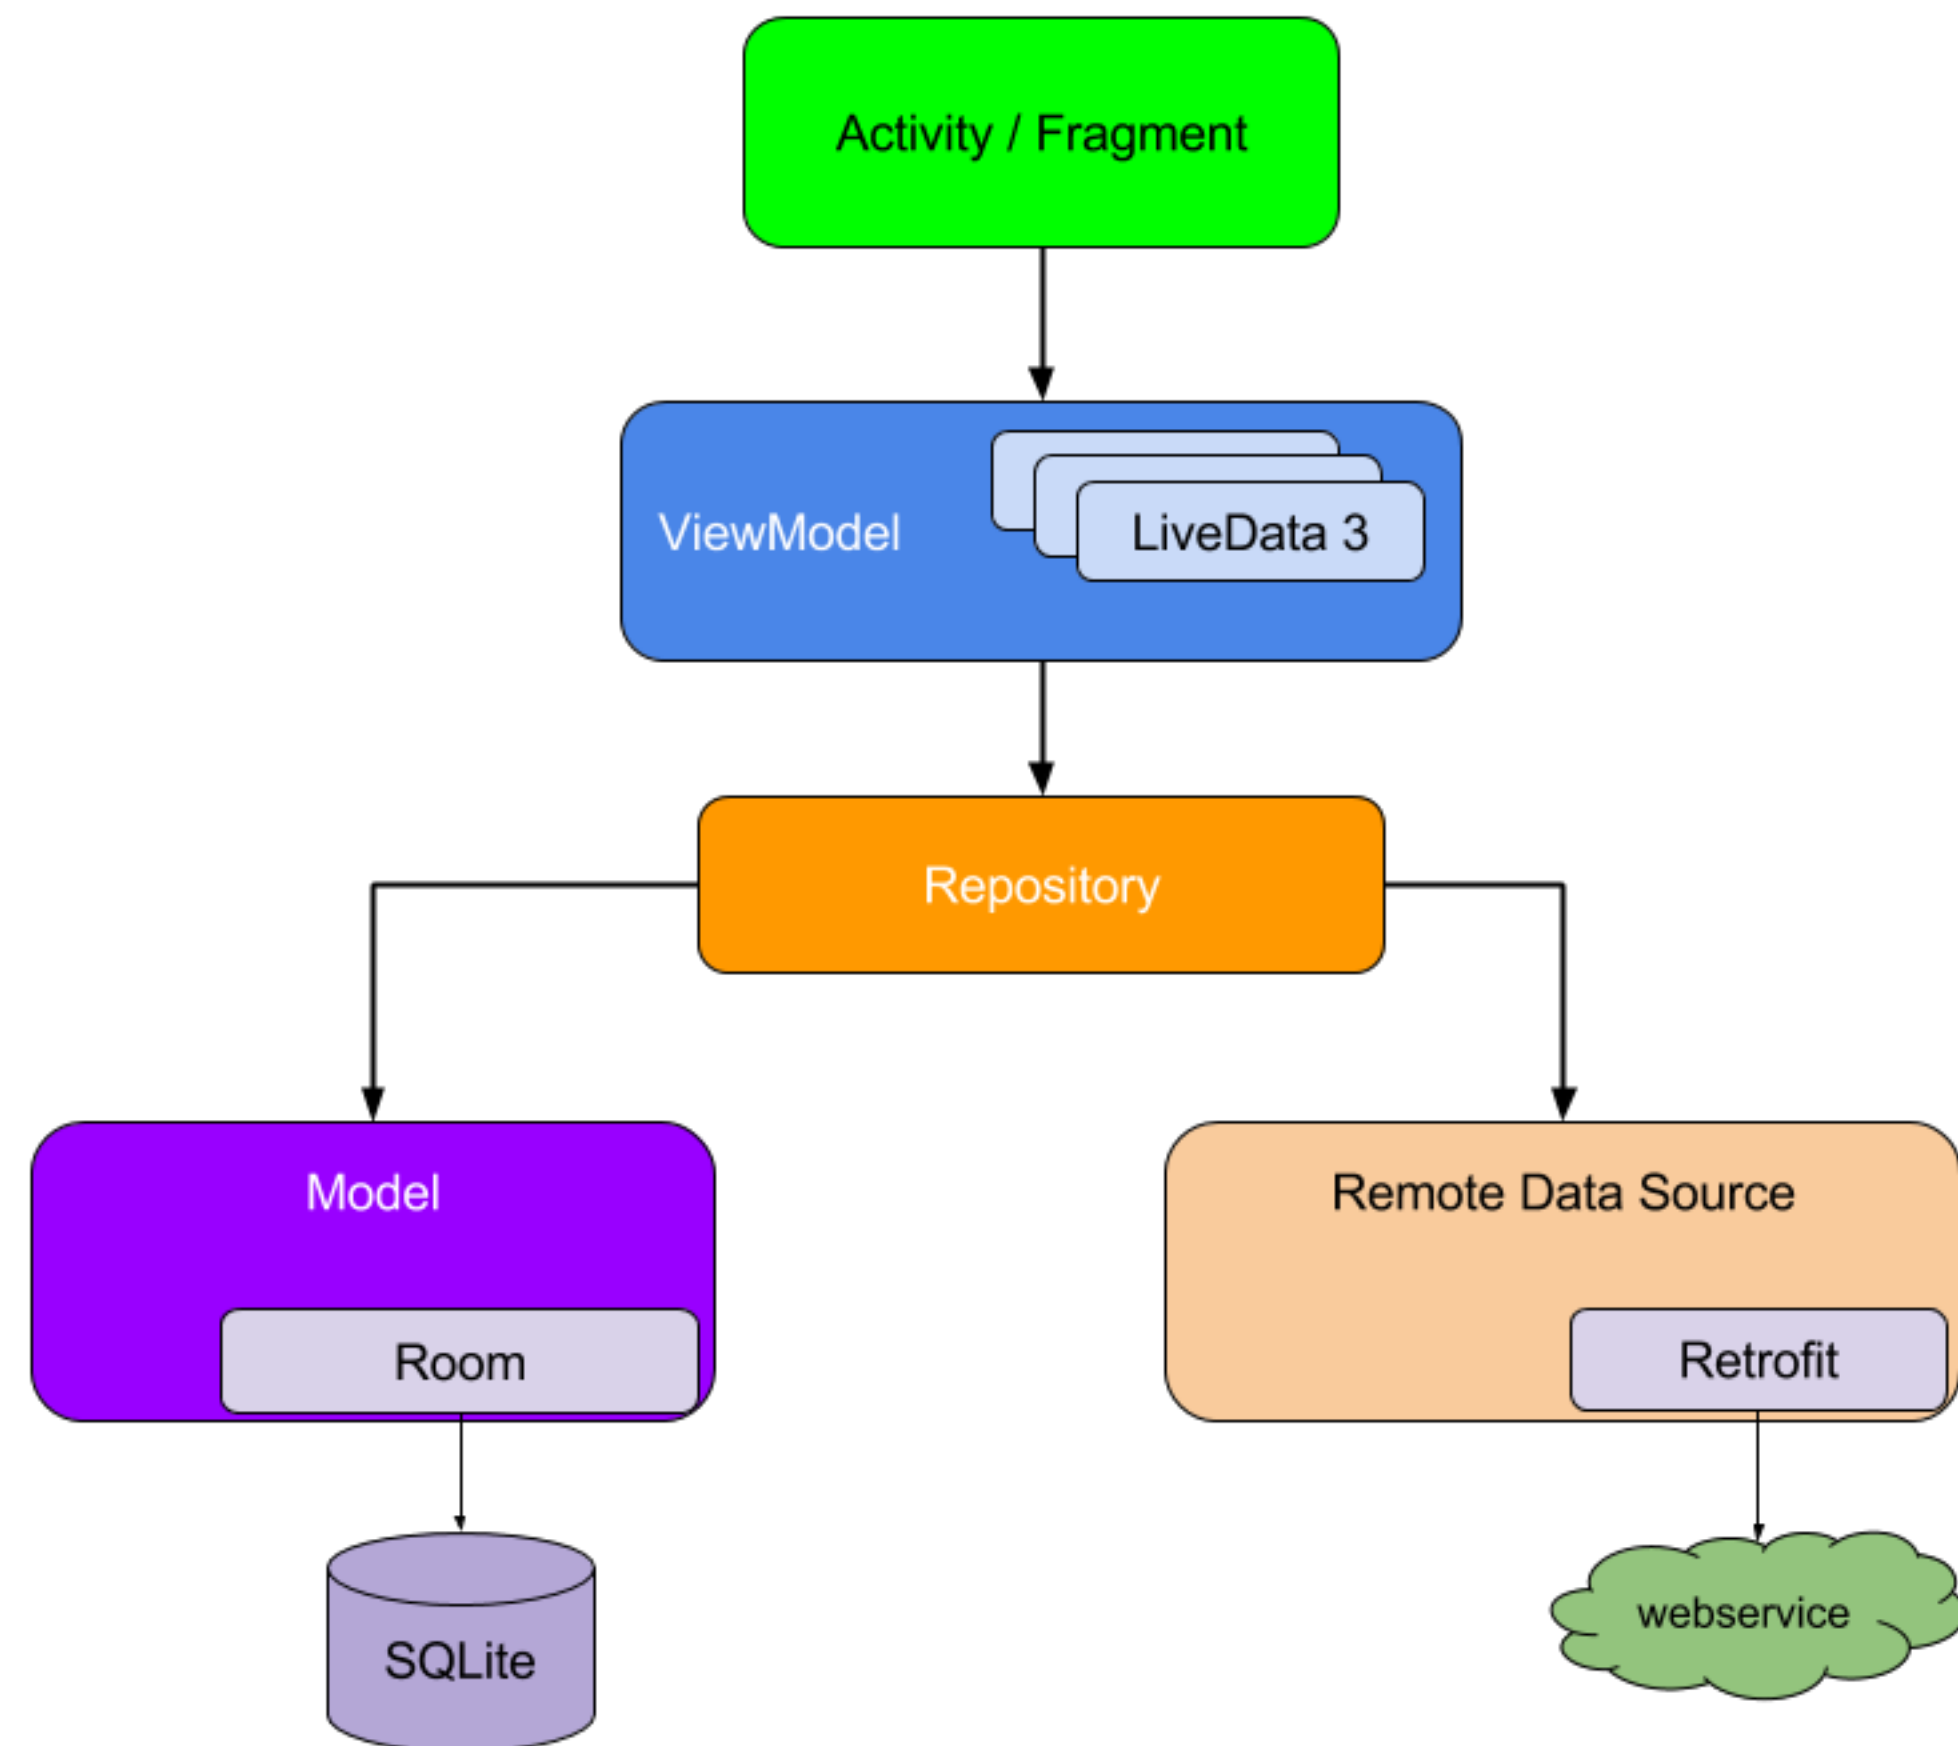 Activity / Fragment
ViewModel
LiveData 3
Repository
Model
Remote Data Source
Room
Retrofit
SQLite
webservice